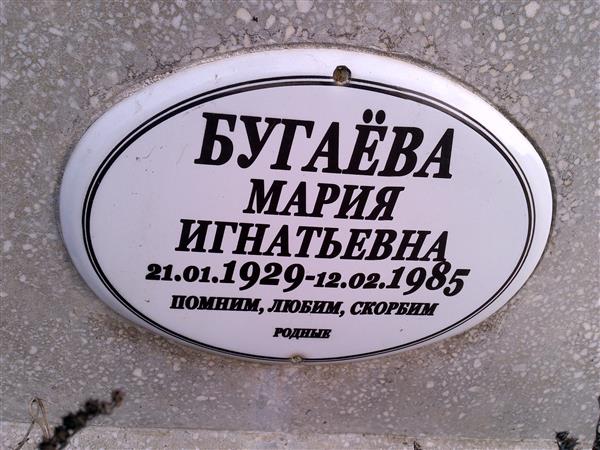 БУГАЁВА
МАРИЯ
ИГНАТЬЕВНА
21.01.1929-12.02.1985
ПОМНИМ, ЛЮБИМ, СКОРБИМ
РОДНЫЕ